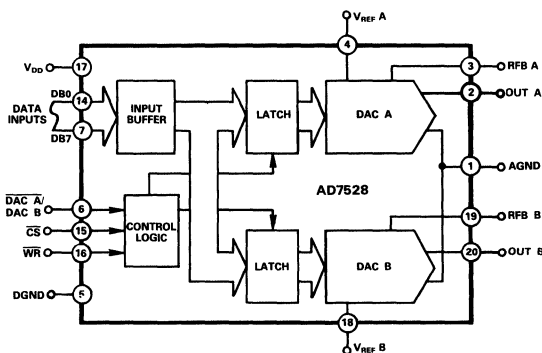 V_REF A
4
V_DD
17
3
RFB A
2
OUT A
DB0
14
DATA
INPUTS
7
DB7
INPUT
BUFFER
LATCH
DAC A
1
AGND
AD7528
DAC A/
DAC B
6
CS
15
WR
16
CONTROL
LOGIC
19
RFB B
20
OUT B
LATCH
DAC B
DGND
5
18
V_REF B